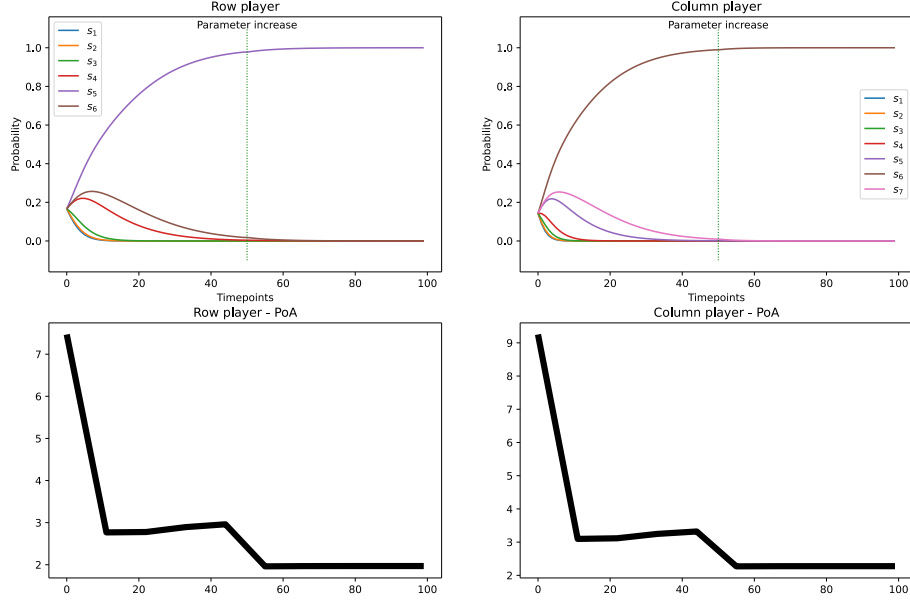 Row player
Parameter increase
s1
s2
s3
s4
s5
s6
Probability
1.0
0.8
0.6
0.4
0.2
0.0
0 20 40 60 80 100
Timepoints
Column player
Parameter increase
s1
s2
s3
s4
s5
s6
s7
Probability
1.0
0.8
0.6
0.4
0.2
0.0
0 20 40 60 80 100
Timepoints
Row player - PoA
7
6
5
4
3
2
0 20 40 60 80 100
Column player - PoA
9
8
7
6
5
4
3
2
0 20 40 60 80 100